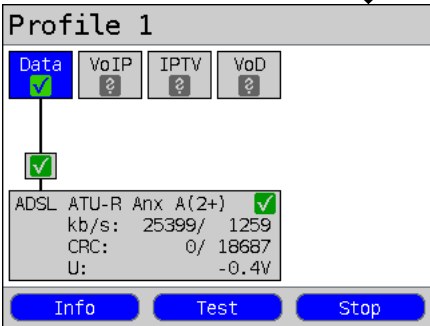 Profile 1
Data VoIP IPTV VoD
? ? ?
ADSL ATU-R Anx A(2+)
kb/s: 25399/ 1259
CRC: 0/ 18687
U: -0.4V
Info Test Stop